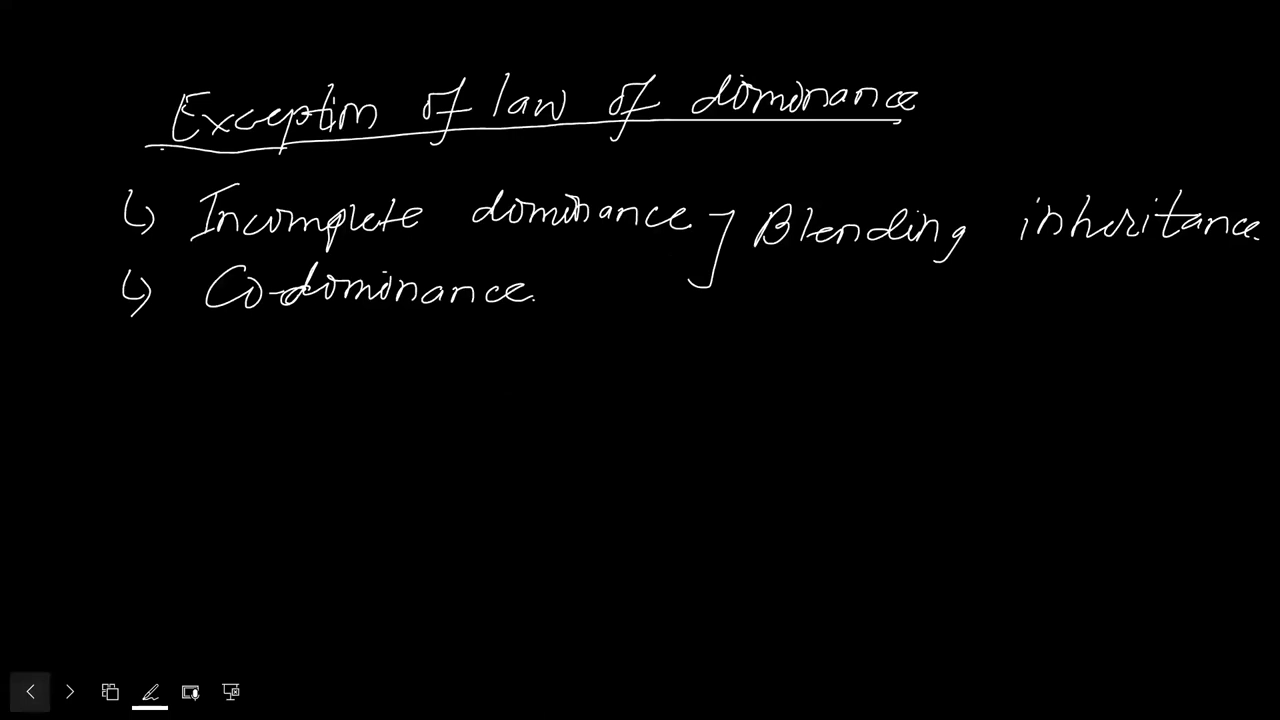 Exception of law of dominance
↳ Incomplete dominance ] Blending inheritance.
↳ Co-dominance.